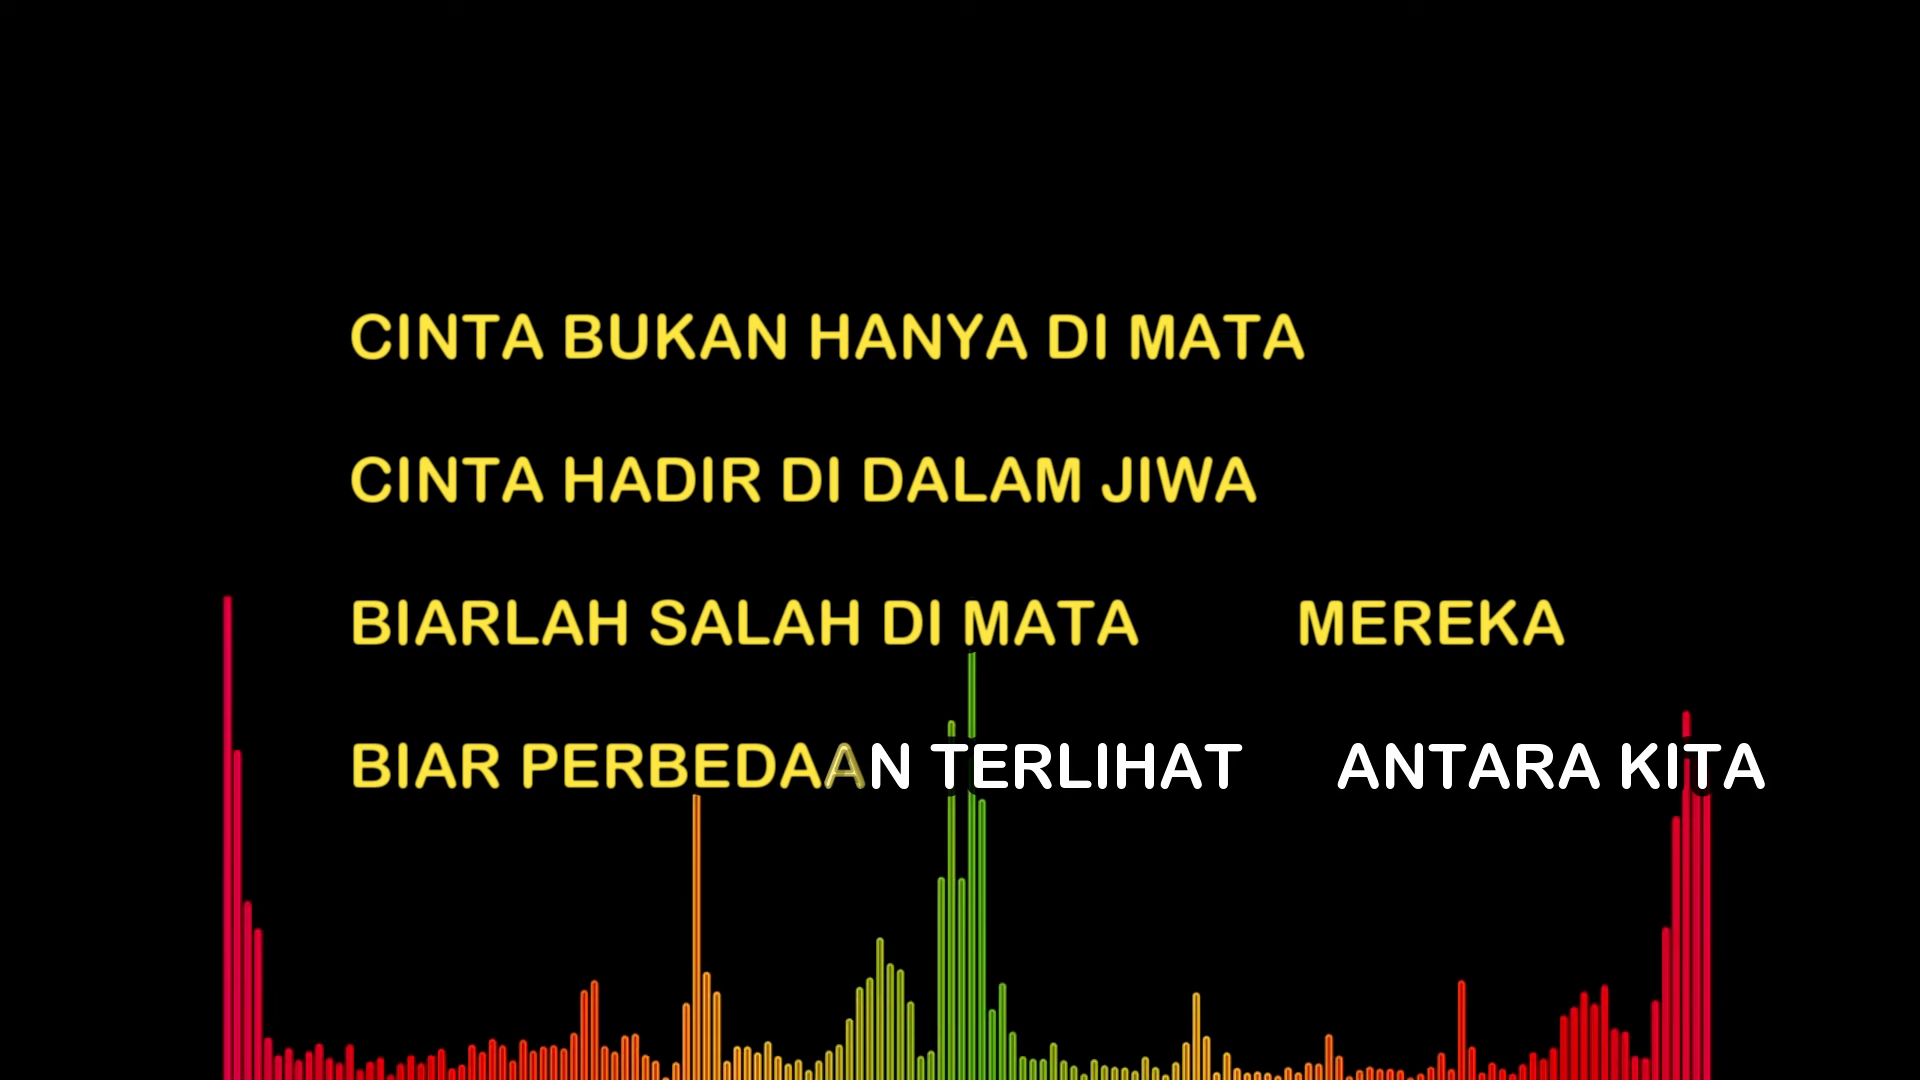 CINTA BUKAN HANYA DI MATA
CINTA HADIR DI DALAM JIWA
BIARLAH SALAH DI MATA MEREKA
BIAR PERBEDAAN TERLIHAT ANTARA KITA